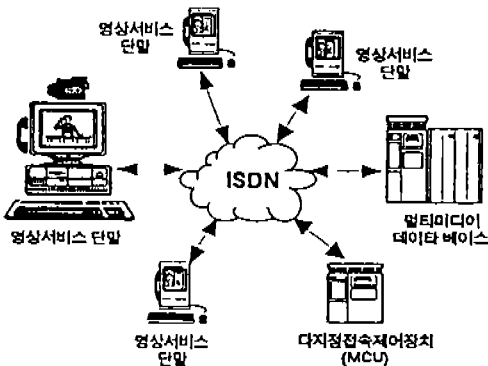 영상서비스
단말
영상서비스
단말
ISDN
영상서비스 단말
멀티미디어
데이타 베이스
영상서비스
단말
다지점접속제어장치
(MCU)